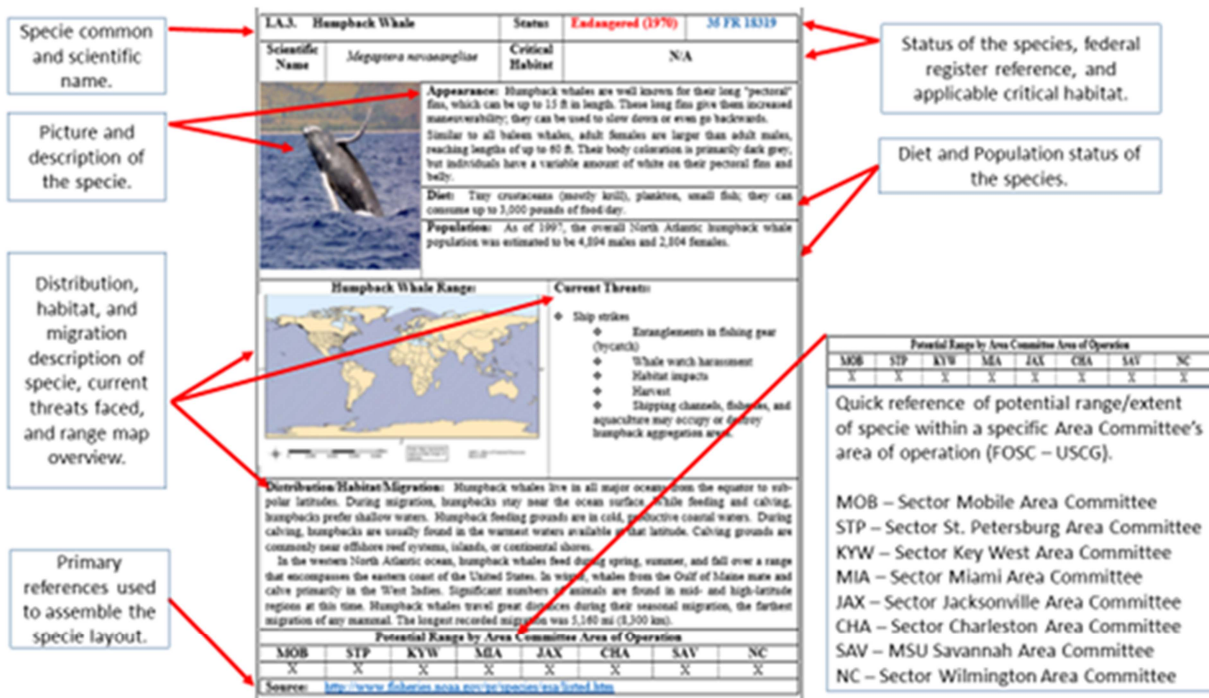 Specie common
and scientific
name.
Picture and
description of
the specie.
Distribution,
habitat, and
migration
description of
specie, current
threats faced,
and range map
overview.
Primary
references used
to assemble the
specie layout.
I.A.3. Humpback Whale Status Endangered (1970) 35 FR 18319
Scientific Name Megaptera novaeangliae Critical Habitat N/A
Appearance: Humpback whales are well known for their long "pectoral"
fins, which can be up to 15 ft in length. These long fins give them increased
maneuverability; they can be used to slow down or even go backwards.
Similar to all baleen whales, adult females are larger than adult males,
reaching lengths of up to 60 ft. Their body coloration is primarily dark grey,
but individuals have a variable amount of white on their pectoral fins and
belly.
Diet: Tiny crustaceans (mostly krill), plankton, small fish; they can
consume up to 3,000 pounds of food day.
Population: As of 1997, the overall North Atlantic humpback whale
population was estimated to be 4,894 males and 2,804 females.
Humpback Whale Range:
Current Threats:
❖ Ship strikes
❖ Entanglements in fishing gear
(bycatch)
❖ Whale watch harassment
❖ Habitat impacts
❖ Harvest
❖ Shipping channels, fisheries, and
aquaculture may occupy or destroy
humpback aggregation areas.
Distribution/Habitat/Migration: Humpback whales live in all major oceans from the equator to sub-
polar latitudes. During migration, humpbacks stay near the ocean surface. While feeding and calving,
humpbacks prefer shallow waters. Humpback feeding grounds are in cold, productive coastal waters. During
calving, humpbacks are usually found in the warmest waters available at that latitude. Calving grounds are
commonly near offshore reef systems, islands, or continental shores.
In the western North Atlantic ocean, humpback whales feed during spring, summer, and fall over a range
that encompasses the eastern coast of the United States. In winter, whales from the Gulf of Maine mate and
calve primarily in the West Indies. Significant numbers of animals are found in mid- and high-latitude
regions at this time. Humpback whales travel great distances during their seasonal migration, the farthest
migration of any mammal. The longest recorded migration was 5,160 mi (8,300 km).
Potential Range by Area Committee Area of Operation
MOB STP KYW MIA JAX CHA SAV NC
X X X X X X X X
Source: http://www.fisheries.noaa.gov/pr/species/esa/listed.htm
Status of the species, federal
register reference, and
applicable critical habitat.
Diet and Population status of
the species.
Potential Range by Area Committee Area of Operation
MOB STP KYW MIA JAX CHA SAV NC
X X X X X X X X
Quick reference of potential range/extent
of specie within a specific Area Committee's
area of operation (FOSC – USCG).
MOB – Sector Mobile Area Committee
STP – Sector St. Petersburg Area Committee
KYW – Sector Key West Area Committee
MIA – Sector Miami Area Committee
JAX – Sector Jacksonville Area Committee
CHA – Sector Charleston Area Committee
SAV – MSU Savannah Area Committee
NC – Sector Wilmington Area Committee